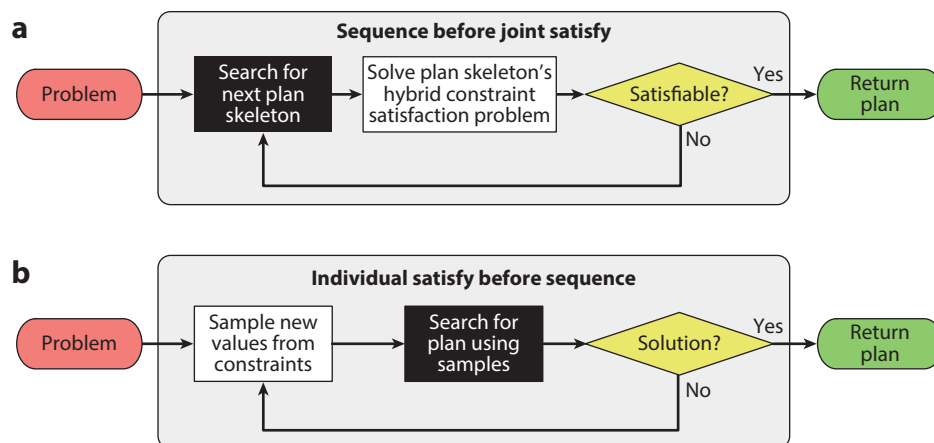 a
Sequence before joint satisfy
Problem
Search for
next plan
skeleton
Solve plan skeleton's
hybrid constraint
satisfaction problem
Satisfiable?
Yes
No
Return
plan
b
Individual satisfy before sequence
Problem
Sample new
values from
constraints
Search for
plan using
samples
Solution?
Yes
No
Return
plan